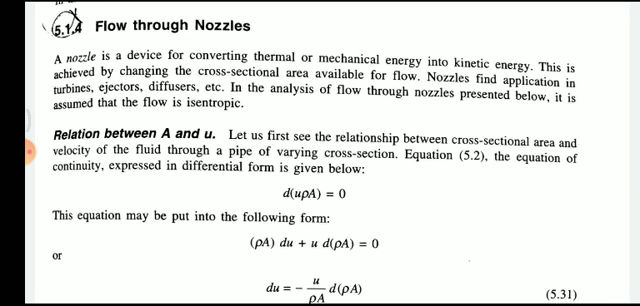 5.1.4 Flow through Nozzles
A nozzle is a device for converting thermal or mechanical energy into kinetic energy. This is
achieved by changing the cross-sectional area available for flow. Nozzles find application in
turbines, ejectors, diffusers, etc. In the analysis of flow through nozzles presented below, it is
assumed that the flow is isentropic.
Relation between A and u. Let us first see the relationship between cross-sectional area and
velocity of the fluid through a pipe of varying cross-section. Equation (5.2), the equation of
continuity, expressed in differential form is given below:
d(uρA) = 0
This equation may be put into the following form:
(ρA) du + u d(ρA) = 0
or
du = − u/ρA d(ρA) (5.31)